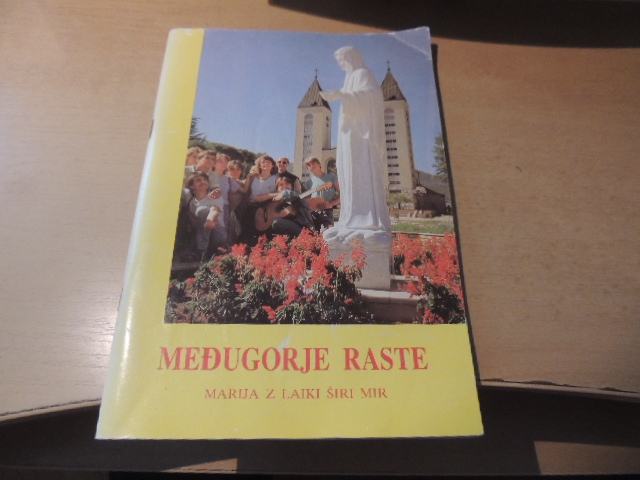 MEĐUGORJE RASTE
MARIJA Z LAIKI ŠIRI MIR